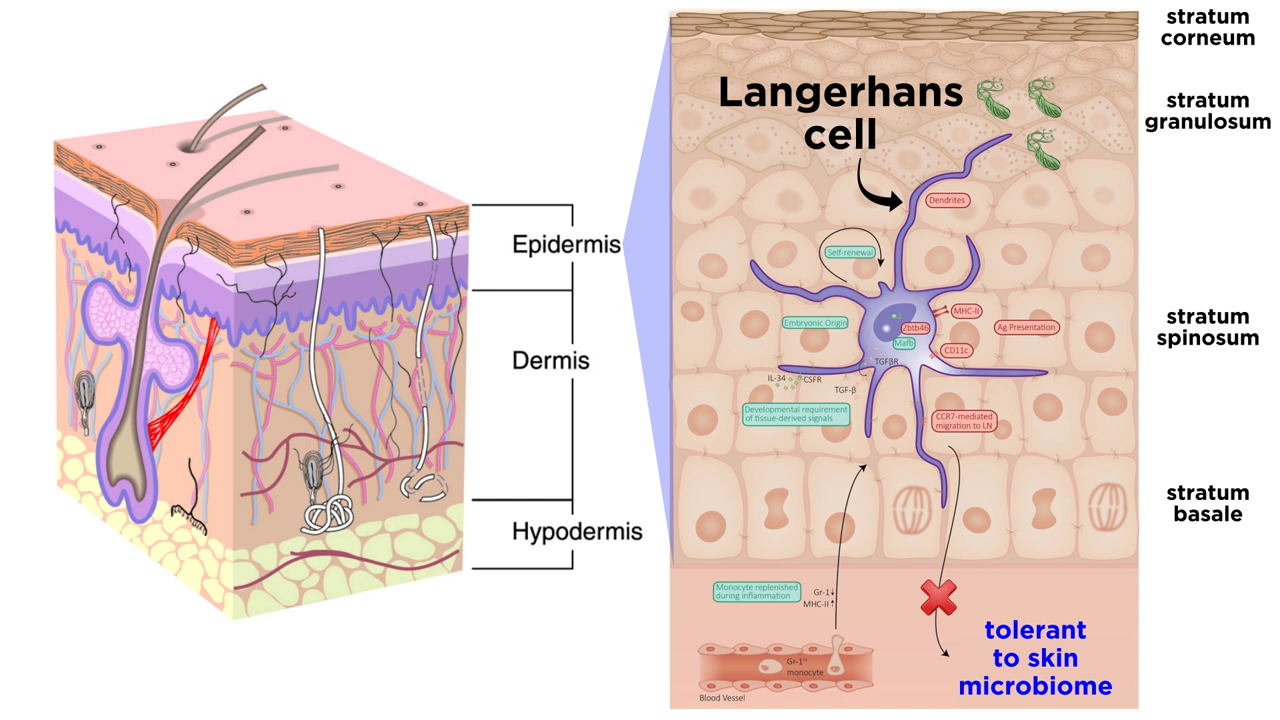 Epidermis
Dermis
Hypodermis
stratum
corneum
stratum
granulosum
stratum
spinosum
stratum
basale
Langerhans
cell
Dendrites
Self-renewal
Embryonic Origin
Zbtb46
Mafb
MHC-II
Ag Presentation
CD11c
TGFβR
IL-34
CSFR
TGF-β
Developmental requirement
of tissue-derived signals
CCR7-mediated
migration to LN
Monocyte replenished
during inflammation
Gr-1↓
MHC-II↑
Gr-1ʰⁱ
monocyte
Blood Vessel
tolerant
to skin
microbiome